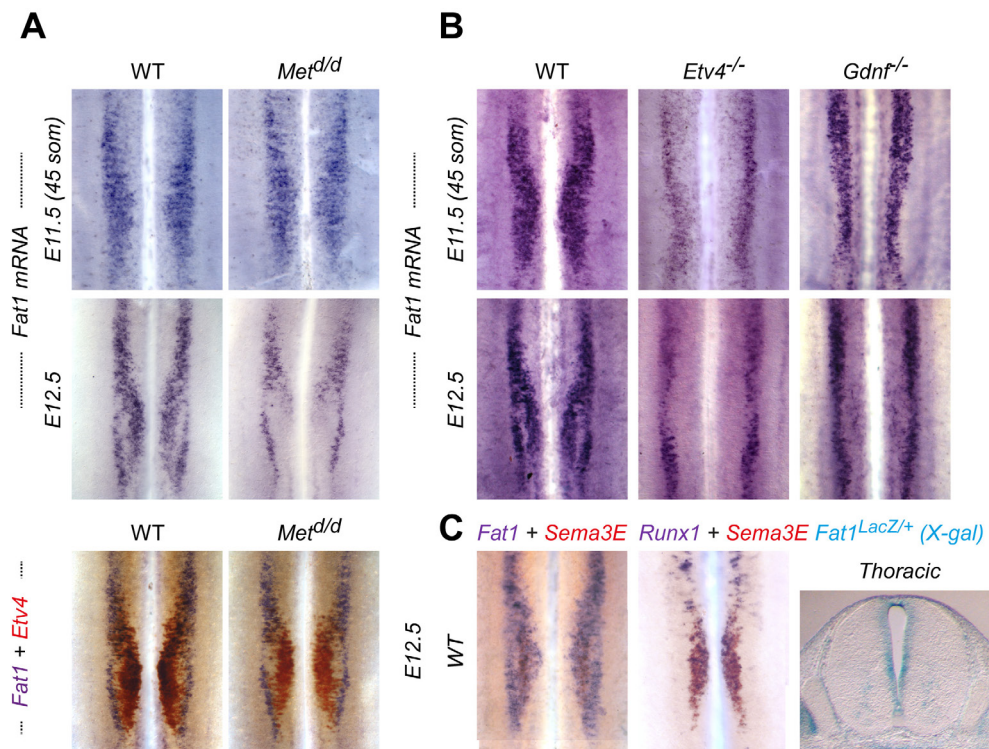 A
WT
Met^d/d
Fat1 mRNA
E11.5 (45 som)
E12.5
WT
Met^d/d
Fat1 + Etv4
B
WT
Etv4^-/-
Gdnf^-/-
Fat1 mRNA
E11.5 (45 som)
E12.5
C
Fat1 + Sema3E
Runx1 + Sema3E
Fat1^LacZ/+ (X-gal)
Thoracic
E12.5
WT